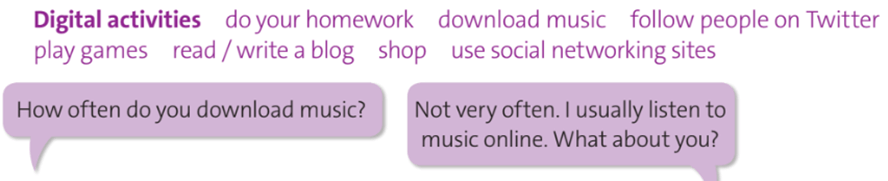 Digital activities do your homework download music follow people on Twitter
play games read / write a blog shop use social networking sites
How often do you download music?
Not very often. I usually listen to
music online. What about you?